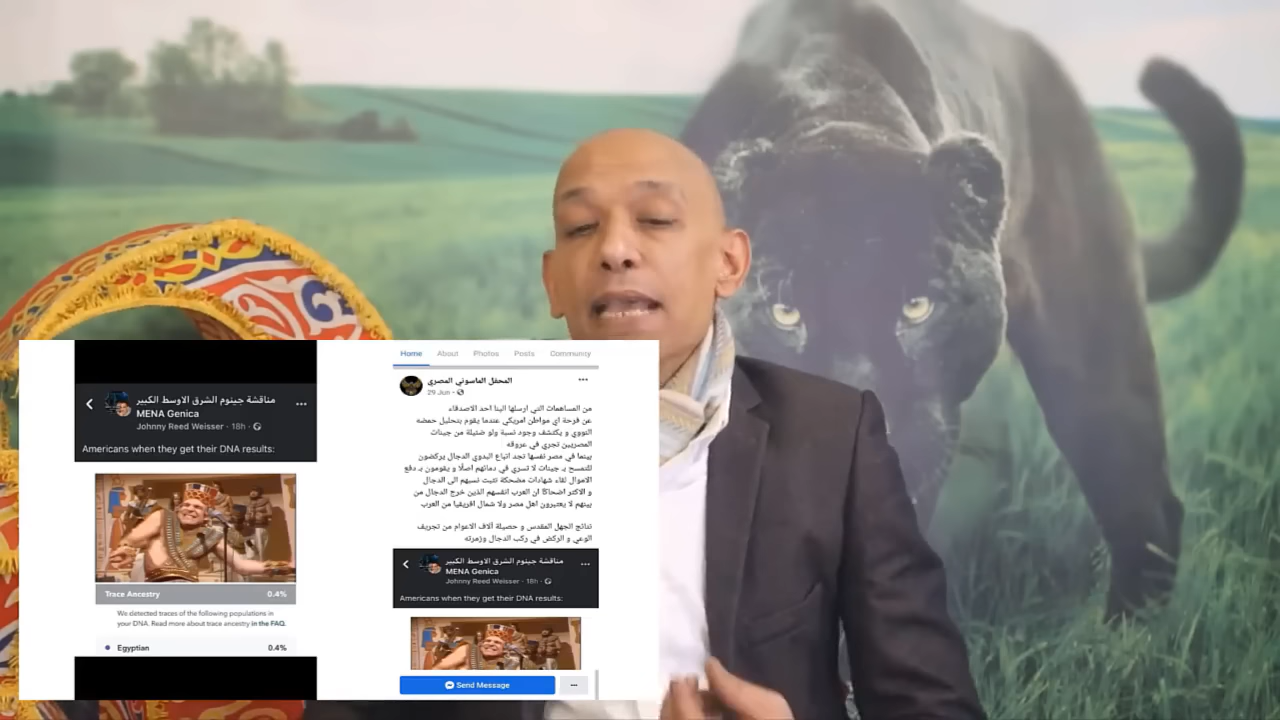 مناقشة جينوم الشرق الاوسط الكبير
MENA Genica
Johnny Reed Weisser · 18h ·
Americans when they get their DNA results:
Trace Ancestry 0.4%
We detected traces of the following populations in
your DNA. Read more about trace ancestry in the FAQ.
Egyptian 0.4%
Home About Photos Posts Community
المحفل الماسوني المصري
29 Jun ·
من المساهمات التي ارسلها الينا احد الاصدقاء
عن فرحة اي مواطن امريكي عندما يقوم بتحليل حمضه
النووي و يكتشف وجود نسبة ولو ضئيلة من جينات
المصريين تجري في عروقه
بينما في مصر نفسها تجد اتباع البدوي الدجال يركضون
للتمسح بـ جينات لا تسري في دمائهم اصلًا و يقومون بـ دفع
الاموال لقاء شهادات مضحكة تثبت نسبهم الى الدجال
و الاكثر اضحاكًا ان العرب انفسهم الذين خرج الدجال من
بينهم لا يعتبرون اهل مصر ولا شمال افريقيا من العرب
نتائج الجهل المقدس و حصيلة آلاف الاعوام من تجريف
الوعي و الركض في ركب الدجال وزمرته
مناقشة جينوم الشرق الاوسط الكبير
MENA Genica
Johnny Reed Weisser · 18h ·
Americans when they get their DNA results:
Send Message